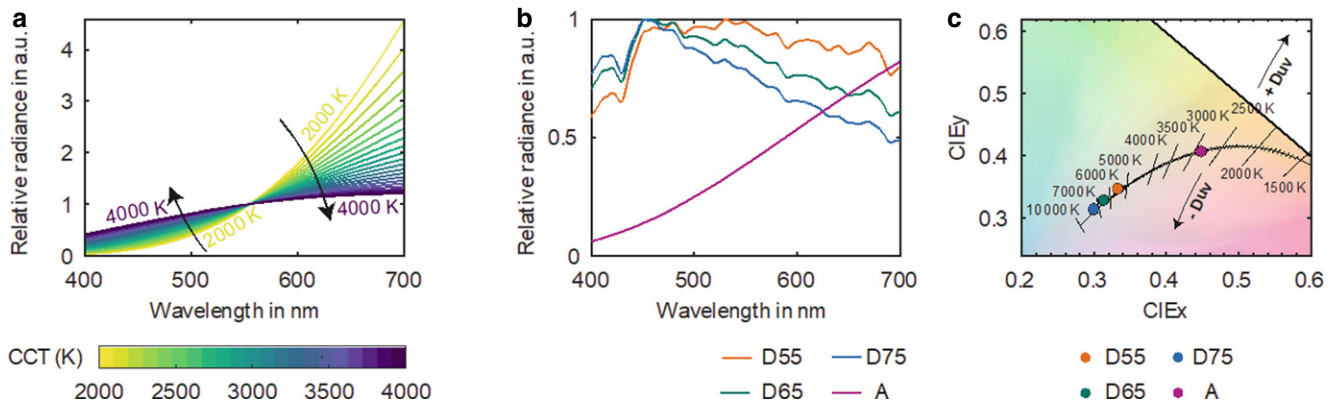 a
Relative radiance in a.u.
4
3
2
1
0
2000 K
4000 K
2000 K
4000 K
400 500 600 700
Wavelength in nm
CCT (K)
2000 2500 3000 3500 4000
b
Relative radiance in a.u.
1
0.5
0
400 500 600 700
Wavelength in nm
D55 D75
D65 A
c
CIEy
0.6
0.5
0.4
0.3
+ Duv
2500 K
3000 K
3500 K
4000 K
5000 K
6000 K
7000 K
10 000 K
2000 K
1500 K
- Duv
0.2 0.3 0.4 0.5 0.6
CIEx
D55 D75
D65 A